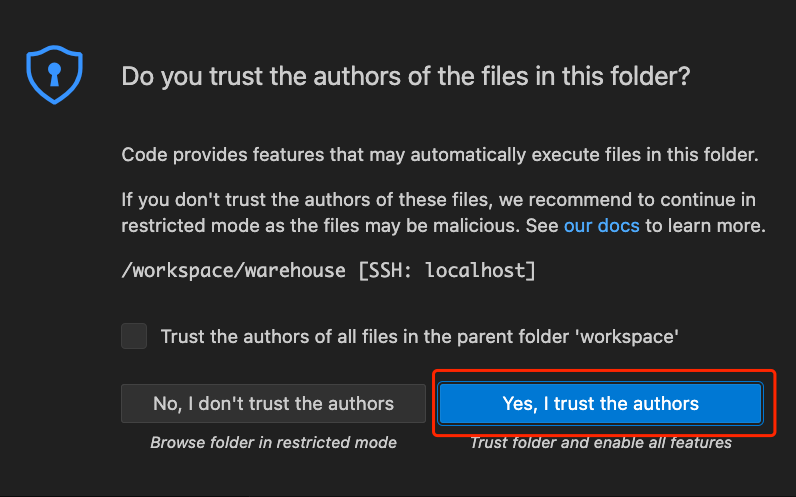 Do you trust the authors of the files in this folder?
Code provides features that may automatically execute files in this folder.
If you don't trust the authors of these files, we recommend to continue in
restricted mode as the files may be malicious. See our docs to learn more.
/workspace/warehouse [SSH: localhost]
Trust the authors of all files in the parent folder 'workspace'
No, I don't trust the authors
Yes, I trust the authors
Browse folder in restricted mode
Trust folder and enable all features